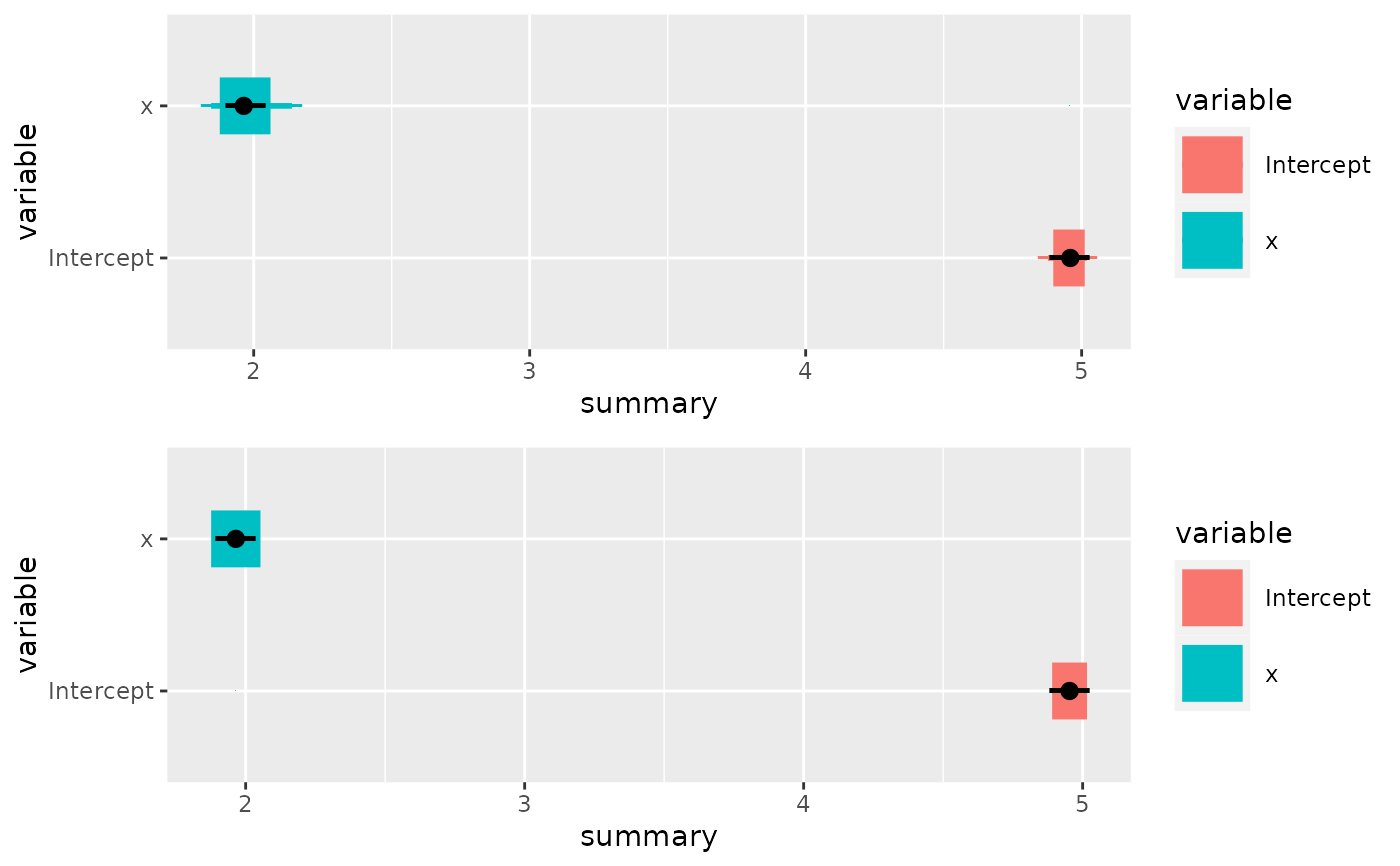 variable
x
Intercept
2 3 4 5
summary
variable
Intercept
x
variable
x
Intercept
2 3 4 5
summary
variable
Intercept
x